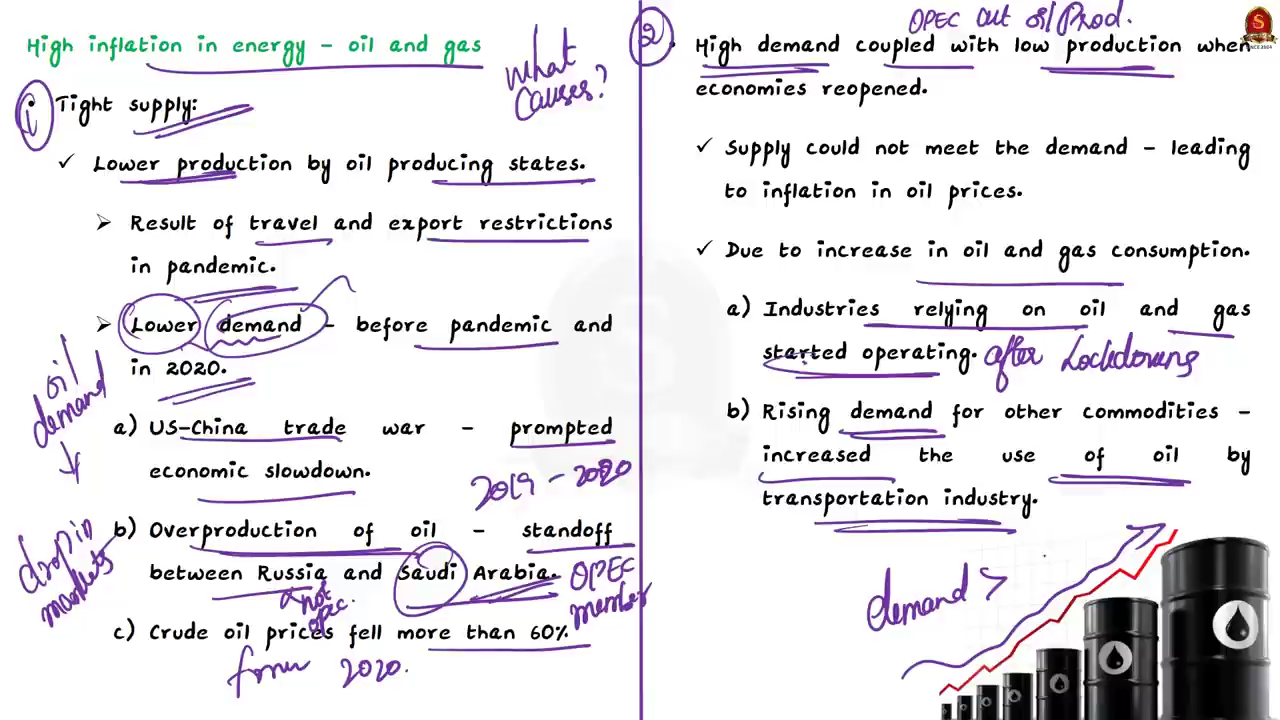 High inflation in energy - oil and gas
What
causes?
i Tight supply:
✓ Lower production by oil producing states.
➢ Result of travel and export restrictions
in pandemic.
➢ Lower demand - before pandemic and
in 2020.
oil
demand
a) US-China trade war - prompted
economic slowdown.
2019 - 2020
b) Overproduction of oil - standoff
between Russia and Saudi Arabia.
drop in
markets
not
opec.
OPEC
member
c) Crude oil prices fell more than 60%
2020.
OPEC cut oil Prod.
2. High demand coupled with low production when
economies reopened.
✓ Supply could not meet the demand - leading
to inflation in oil prices.
✓ Due to increase in oil and gas consumption.
a) Industries relying on oil and gas
started operating. after Lockdowns
b) Rising demand for other commodities -
increased the use of oil by
transportation industry.
demand >
S
SINCE 2004